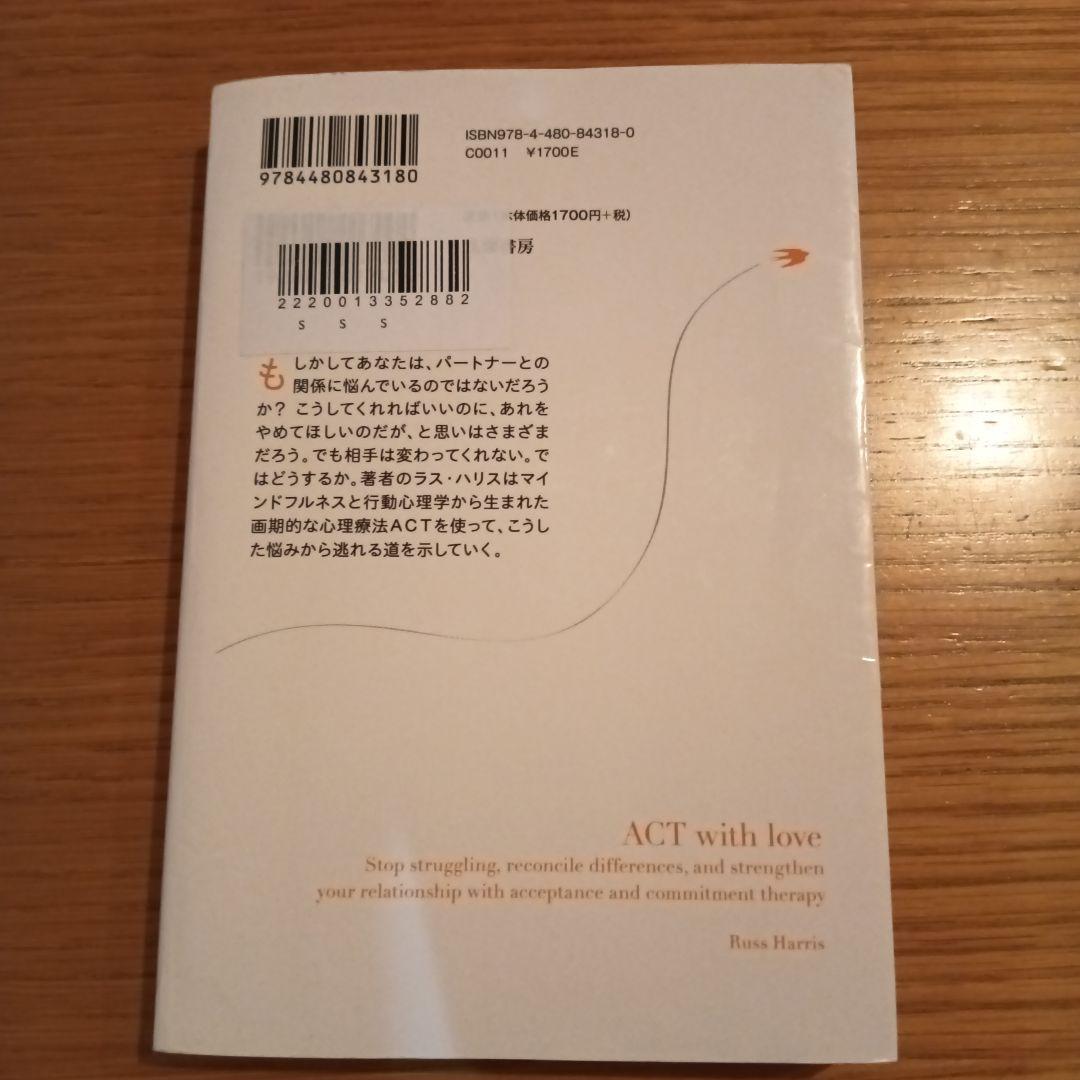 ISBN978-4-480-84318-0
C0011 ¥1700E
9784480843180
体価格1700円+税)
書房
2220013352882
S S S
もしかしてあなたは、パートナーとの
関係に悩んでいるのではないだろう
か? こうしてくれればいいのに、あれを
やめてほしいのだが、と思いはさまざま
だろう。でも相手は変わってくれない。で
はどうするか。著者のラス・ハリスはマイ
ンドフルネスと行動心理学から生まれた
画期的な心理療法ACTを使って、こうし
た悩みから逃れる道を示していく。
ACT with love
Stop struggling, reconcile differences, and strengthen
your relationship with acceptance and commitment therapy
Russ Harris